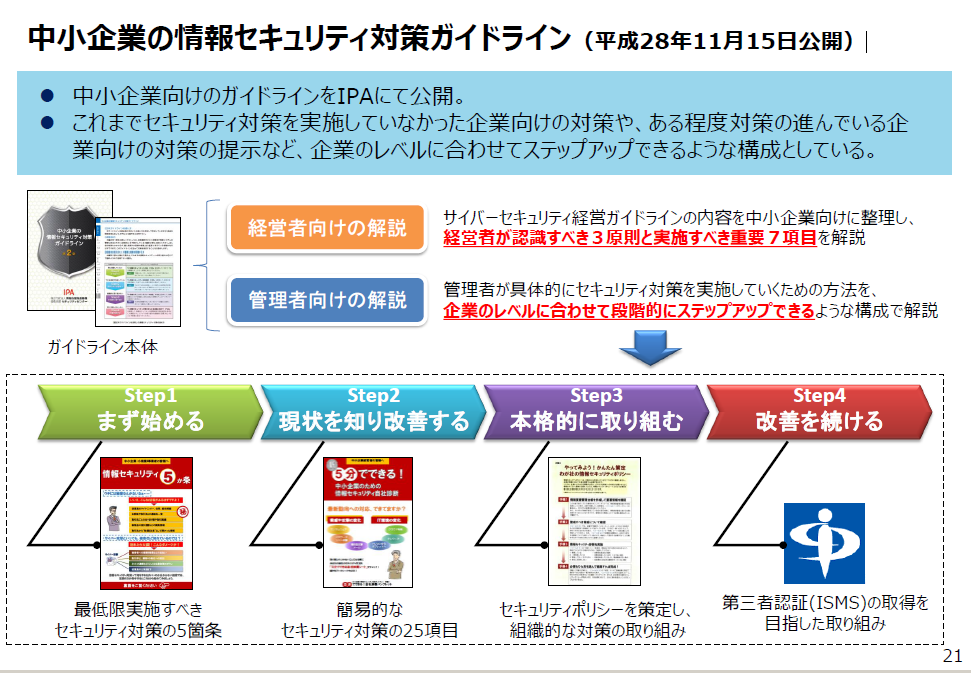 中小企業の情報セキュリティ対策ガイドライン（平成28年11月15日公開）
● 中小企業向けのガイドラインをIPAにて公開。
● これまでセキュリティ対策を実施していなかった企業向けの対策や、ある程度対策の進んでいる企
業向けの対策の提示など、企業のレベルに合わせてステップアップできるような構成としている。
中小企業の
情報セキュリティ対策
ガイドライン
IPA
ガイドライン本体
経営者向けの解説
サイバーセキュリティ経営ガイドラインの内容を中小企業向けに整理し、
経営者が認識すべき３原則と実施すべき重要７項目を解説
管理者向けの解説
管理者が具体的にセキュリティ対策を実施していくための方法を、
企業のレベルに合わせて段階的にステップアップできるような構成で解説
Step1
まず始める
Step2
現状を知り改善する
Step3
本格的に取り組む
Step4
改善を続ける
情報セキュリティ5か条
最低限実施すべき
セキュリティ対策の5箇条
5分でできる！
中小企業のための
情報セキュリティ自社診断
簡易的な
セキュリティ対策の25項目
やってみよう！かんたん策定
わが社の情報セキュリティポリシー
セキュリティポリシーを策定し、
組織的な対策の取り組み
第三者認証(ISMS)の取得を
目指した取り組み
21